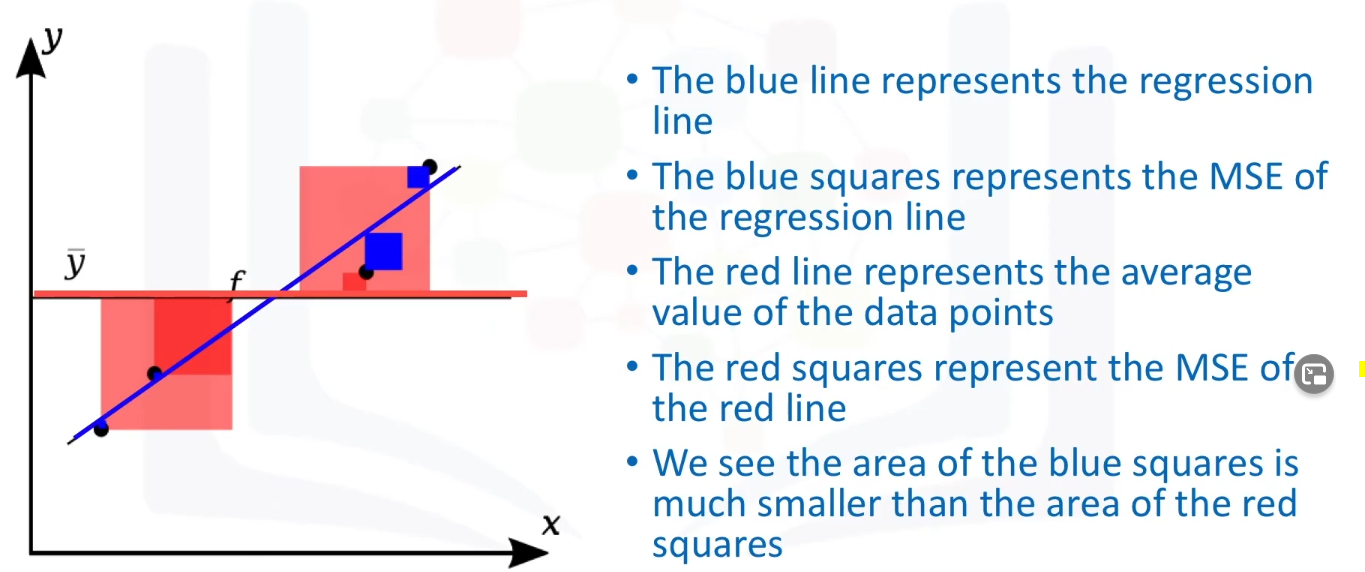 y
ȳ
f
x
• The blue line represents the regression
line
• The blue squares represents the MSE of
the regression line
• The red line represents the average
value of the data points
• The red squares represent the MSE of
the red line
• We see the area of the blue squares is
much smaller than the area of the red
squares